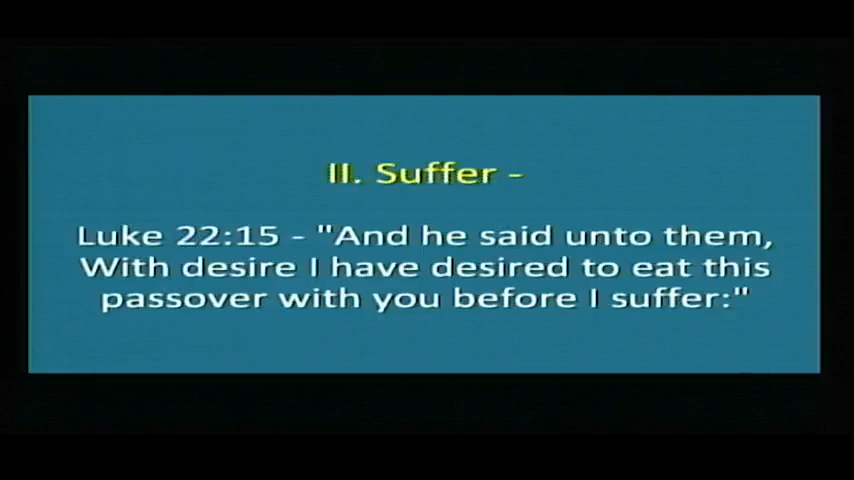 II. Suffer -
Luke 22:15 - "And he said unto them,
With desire I have desired to eat this
passover with you before I suffer:"